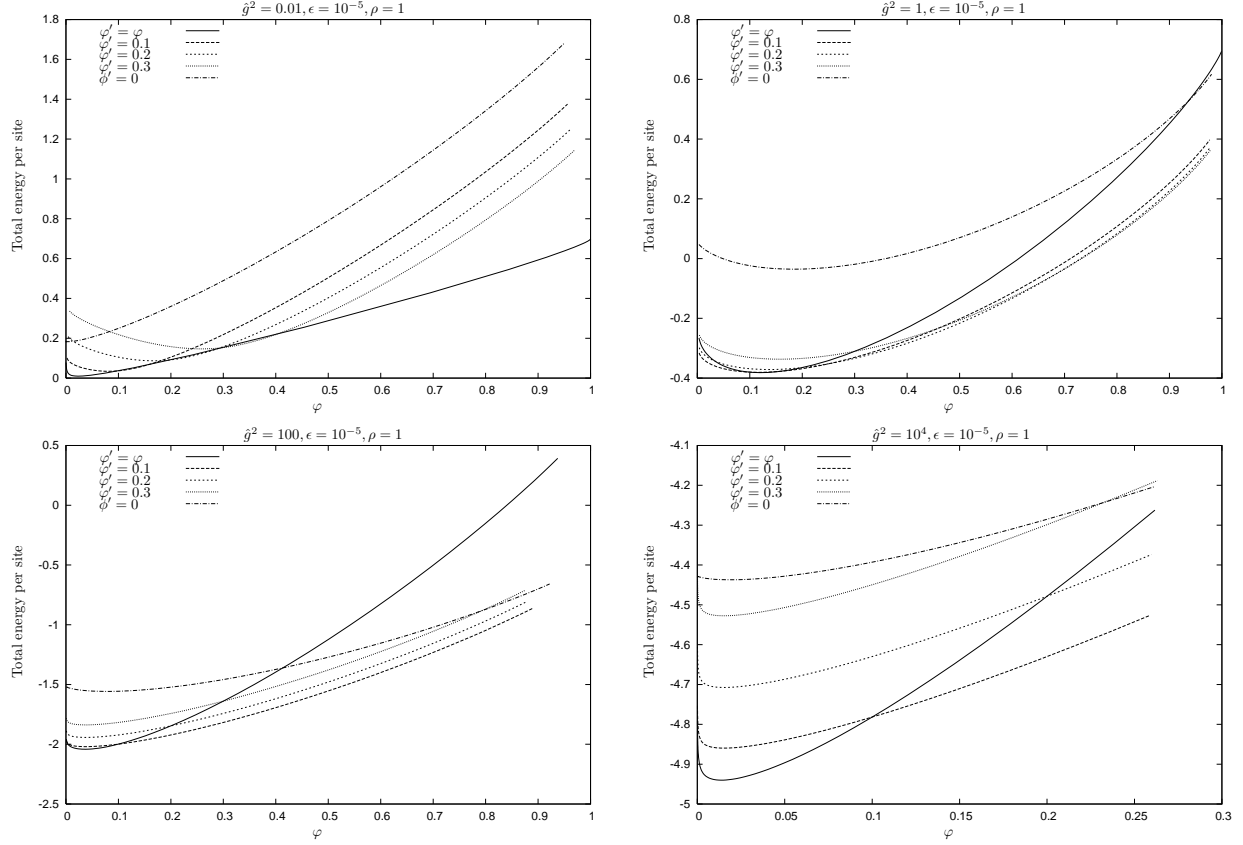 ĝ² = 0.01, ϵ = 10⁻⁵, ρ = 1
φ′ = φ
φ′ = 0.1
φ′ = 0.2
φ′ = 0.3
ϕ′ = 0
Total energy per site
1.8
1.6
1.4
1.2
1
0.8
0.6
0.4
0.2
0
0 0.1 0.2 0.3 0.4 0.5 0.6 0.7 0.8 0.9 1
φ
ĝ² = 1, ϵ = 10⁻⁵, ρ = 1
φ′ = φ
φ′ = 0.1
φ′ = 0.2
φ′ = 0.3
ϕ′ = 0
Total energy per site
0.8
0.6
0.4
0.2
0
-0.2
-0.4
0 0.1 0.2 0.3 0.4 0.5 0.6 0.7 0.8 0.9 1
φ
ĝ² = 100, ϵ = 10⁻⁵, ρ = 1
φ′ = φ
φ′ = 0.1
φ′ = 0.2
φ′ = 0.3
ϕ′ = 0
Total energy per site
0.5
0
-0.5
-1
-1.5
-2
-2.5
0 0.1 0.2 0.3 0.4 0.5 0.6 0.7 0.8 0.9 1
φ
ĝ² = 10⁴, ϵ = 10⁻⁵, ρ = 1
φ′ = φ
φ′ = 0.1
φ′ = 0.2
φ′ = 0.3
ϕ′ = 0
Total energy per site
-4.1
-4.2
-4.3
-4.4
-4.5
-4.6
-4.7
-4.8
-4.9
-5
0 0.05 0.1 0.15 0.2 0.25 0.3
φ